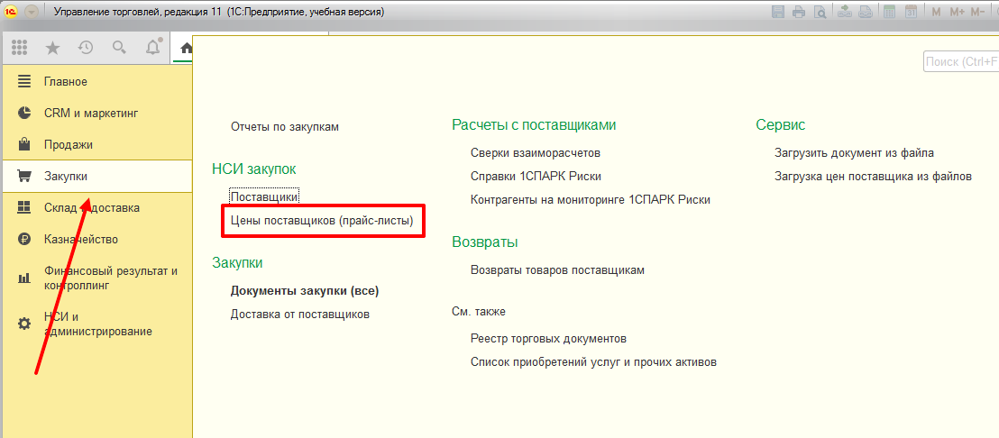 Управление торговлей, редакция 11 (1С:Предприятие, учебная версия)
M M+ M-
Поиск (Ctrl+F
Главное
CRM и маркетинг
Продажи
Закупки
Склад доставка
Казначейство
Финансовый результат и
контроллинг
НСИ и
администрирование
Отчеты по закупкам
НСИ закупок
Поставщики
Цены поставщиков (прайс-листы)
Закупки
Документы закупки (все)
Доставка от поставщиков
Расчеты с поставщиками
Сверки взаиморасчетов
Справки 1СПАРК Риски
Контрагенты на мониторинге 1СПАРК Риски
Возвраты
Возвраты товаров поставщикам
См. также
Реестр торговых документов
Список приобретений услуг и прочих активов
Сервис
Загрузить документ из файла
Загрузка цен поставщика из файлов